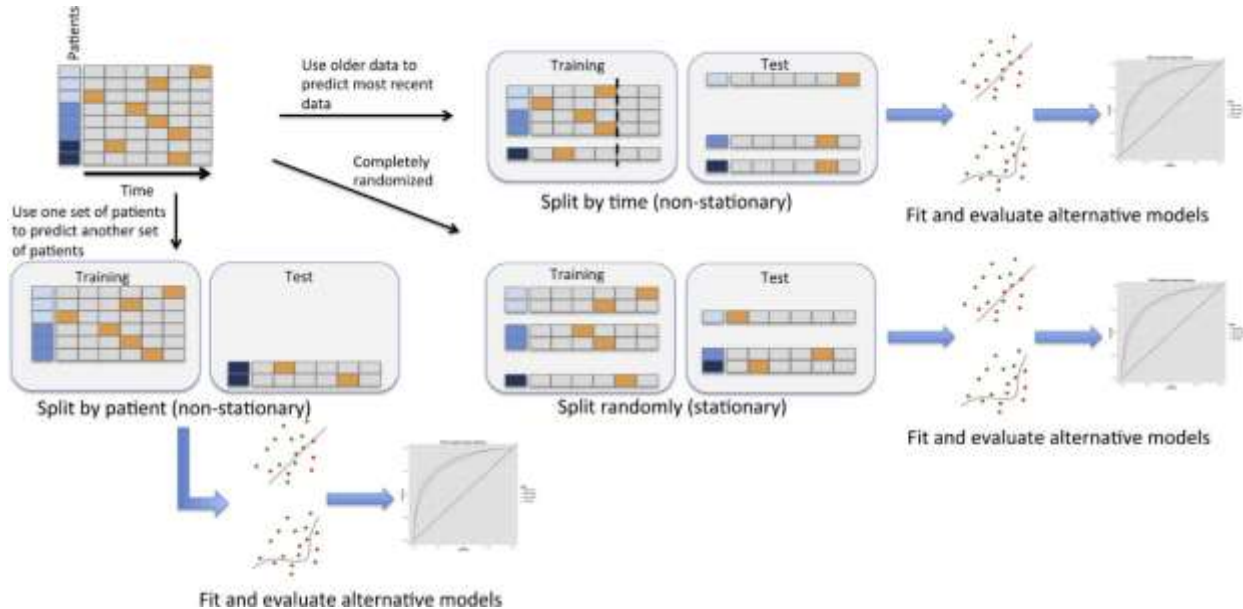 Patients
Time
Use older data to
predict most recent
data
Completely
randomized
Use one set of patients
to predict another set
of patients
Training
Test
Split by time (non-stationary)
Fit and evaluate alternative models
Training
Test
Split by patient (non-stationary)
Training
Test
Split randomly (stationary)
Fit and evaluate alternative models
Fit and evaluate alternative models